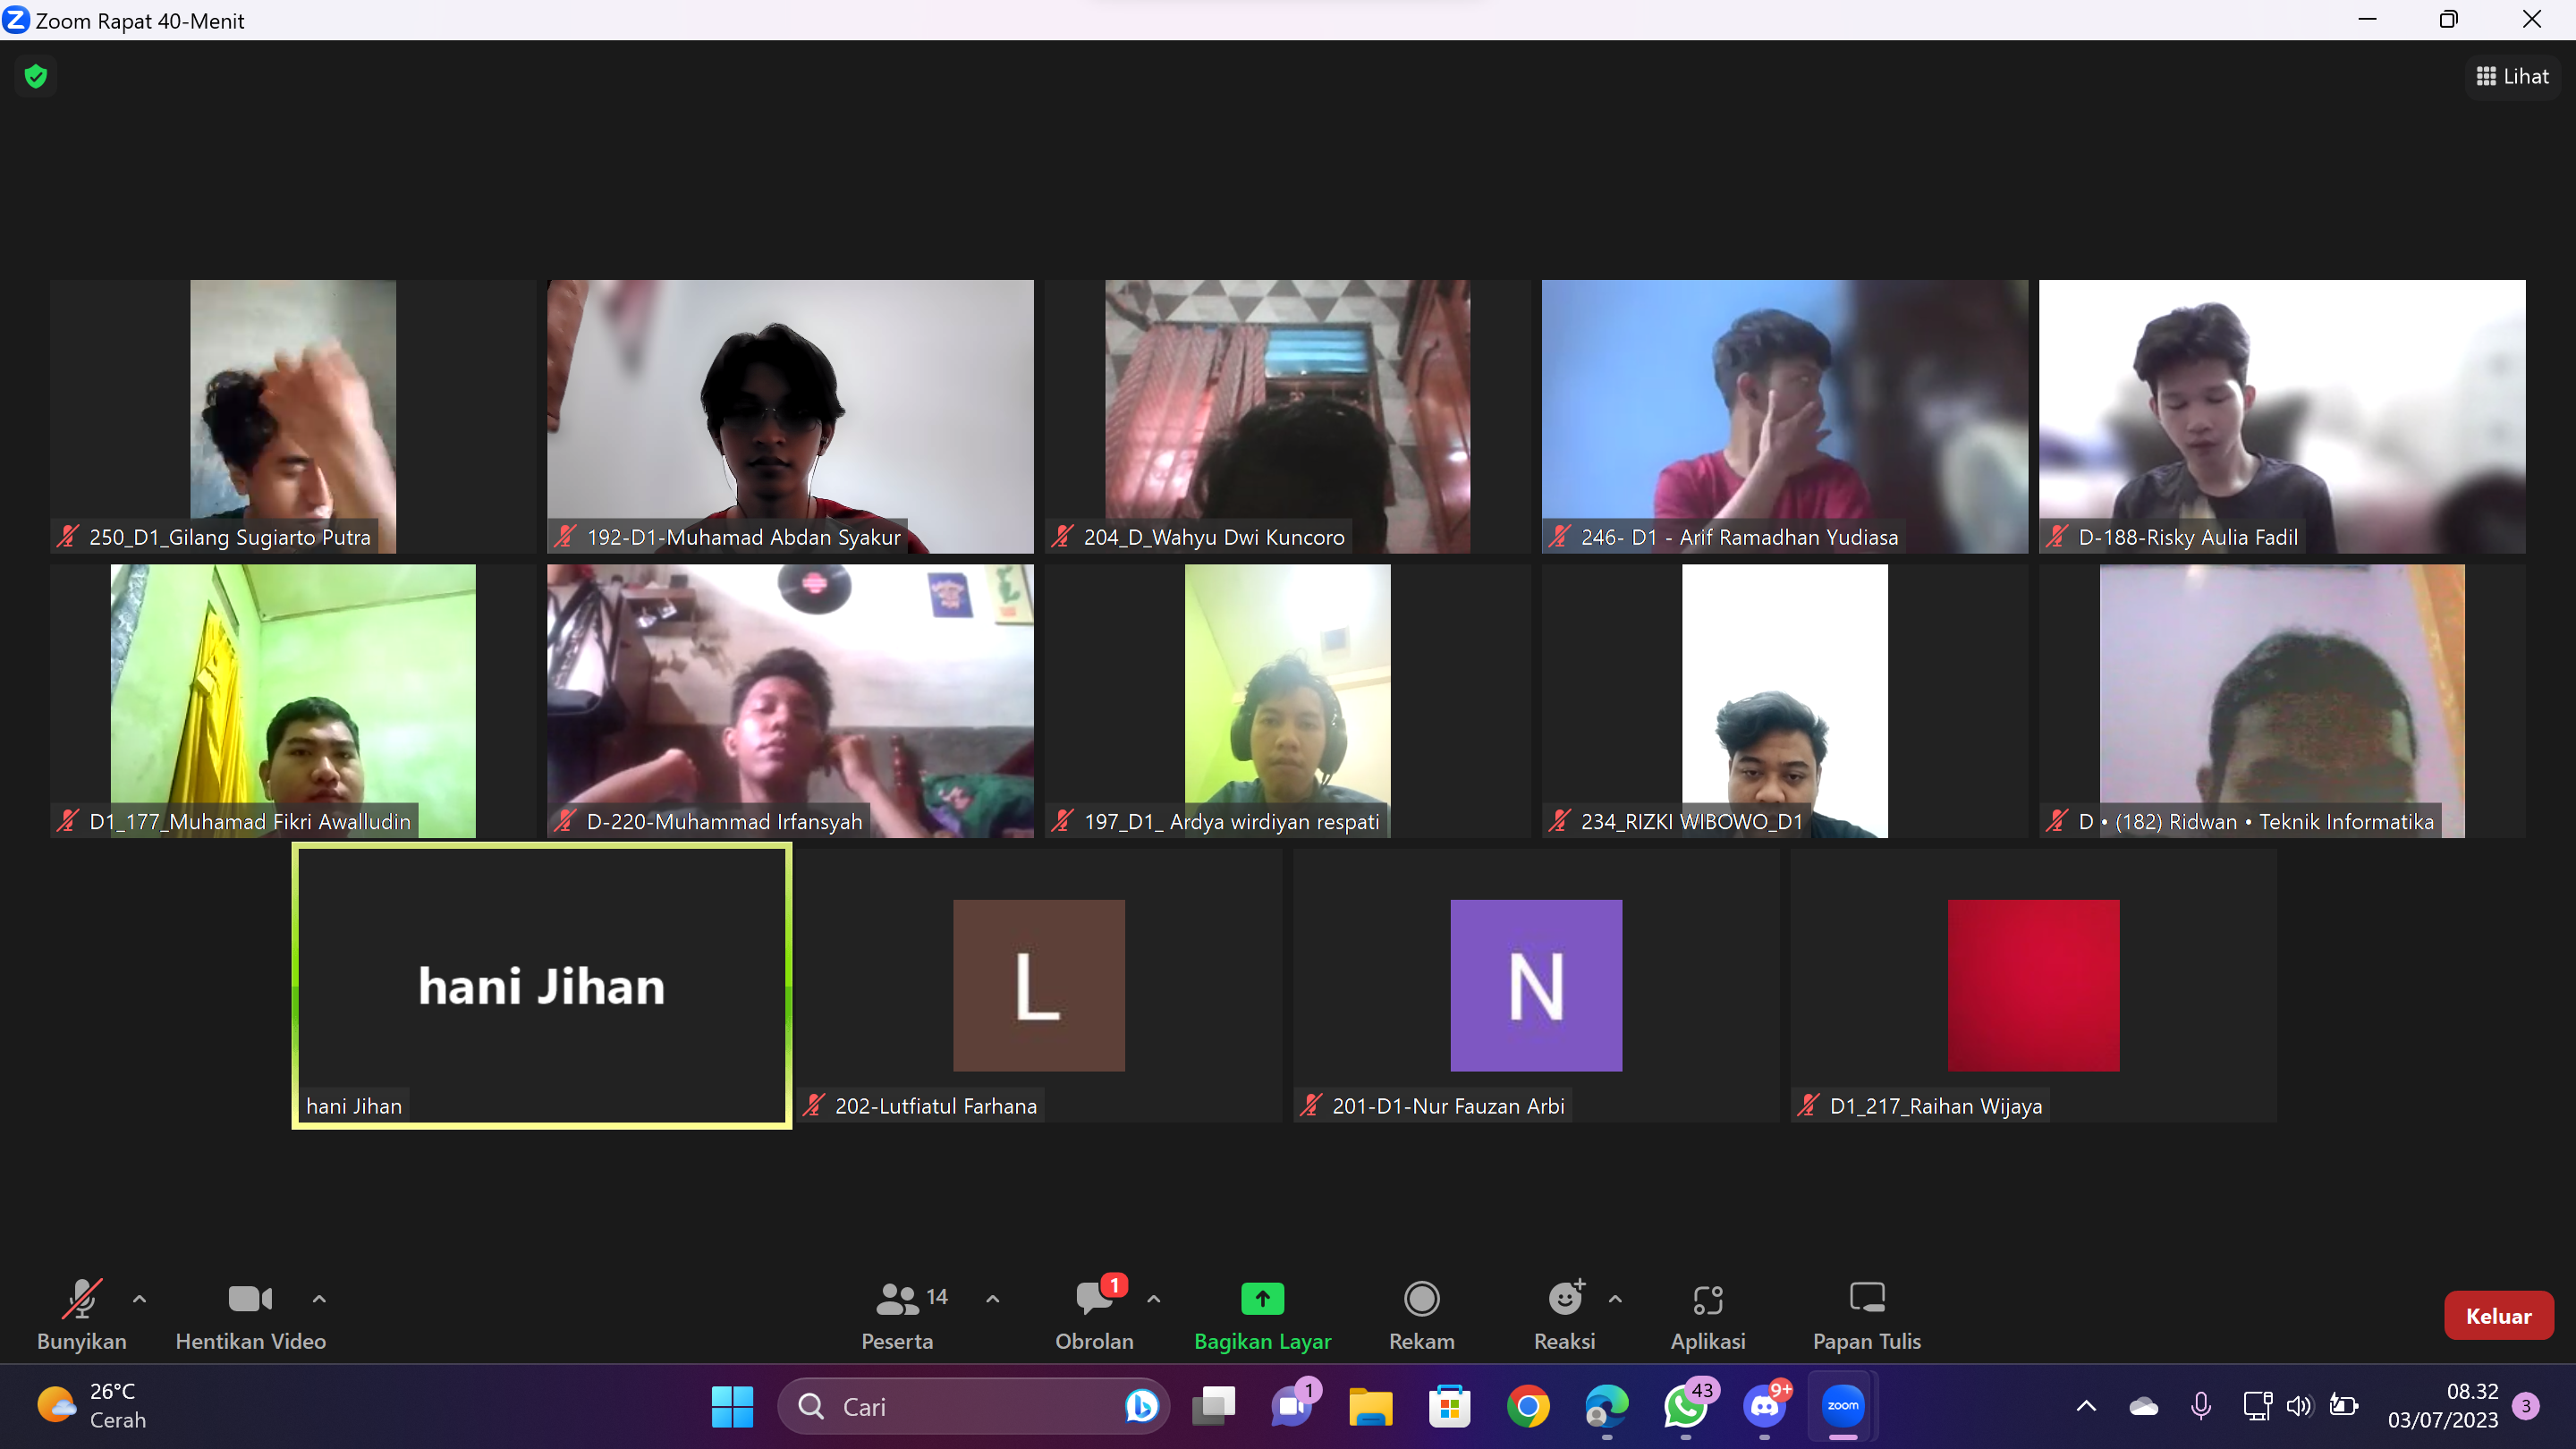 Zoom Rapat 40-Menit
Lihat
250_D1_Gilang Sugiarto Putra
192-D1-Muhamad Abdan Syakur
204_D_Wahyu Dwi Kuncoro
246- D1 - Arif Ramadhan Yudiasa
D-188-Risky Aulia Fadil
D1_177_Muhamad Fikri Awalludin
D-220-Muhammad Irfansyah
197_D1_ Ardya wirdiyan respati
234_RIZKI WIBOWO_D1
D • (182) Ridwan • Teknik Informatika
hani Jihan
hani Jihan
L
202-Lutfiatul Farhana
N
201-D1-Nur Fauzan Arbi
D1_217_Raihan Wijaya
Bunyikan
Hentikan Video
14
Peserta
1
Obrolan
Bagikan Layar
Rekam
Reaksi
Aplikasi
Papan Tulis
Keluar
26°C
Cerah
Cari
1
43
9+
zoom
08.32
03/07/2023
3